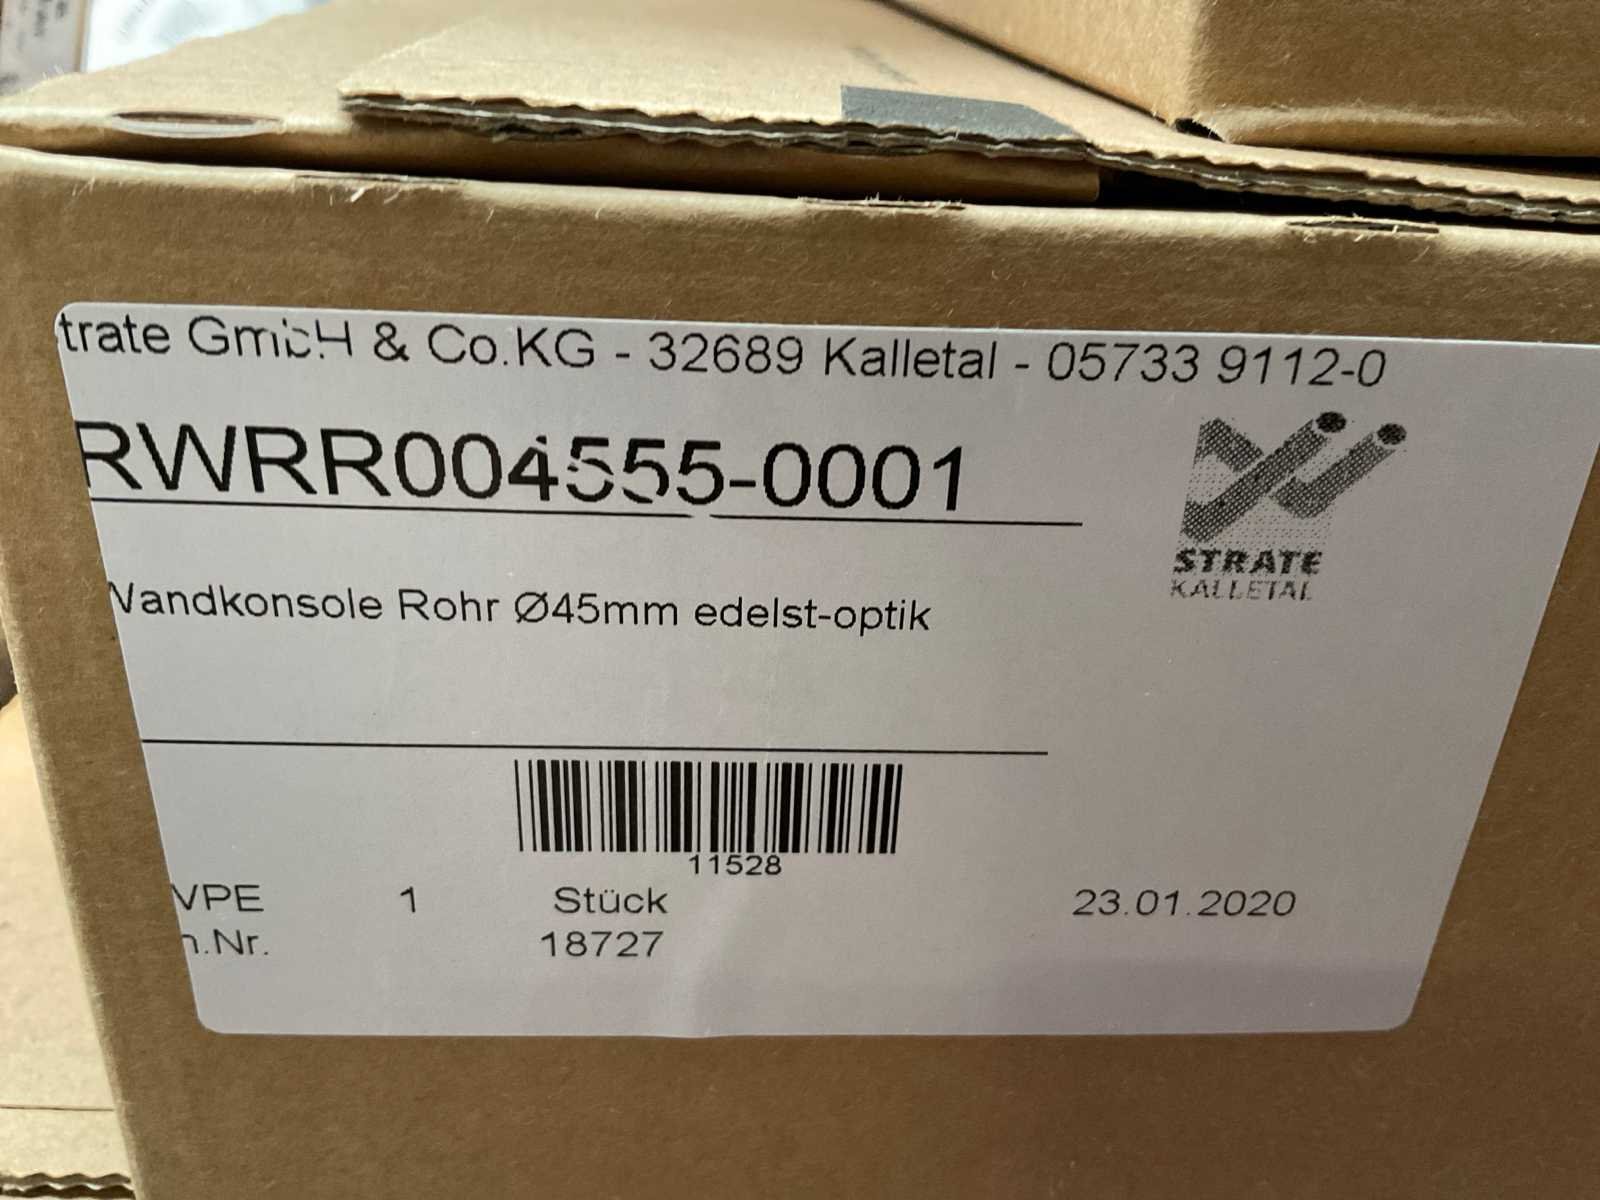 trate GmbH & Co.KG - 32689 Kalletal - 05733 9112-0
RWRR004555-0001
STRATE
KALLETAL
Wandkonsole Rohr Ø45mm edelst-optik
11528
VPE 1 Stück 23.01.2020
n.Nr. 18727